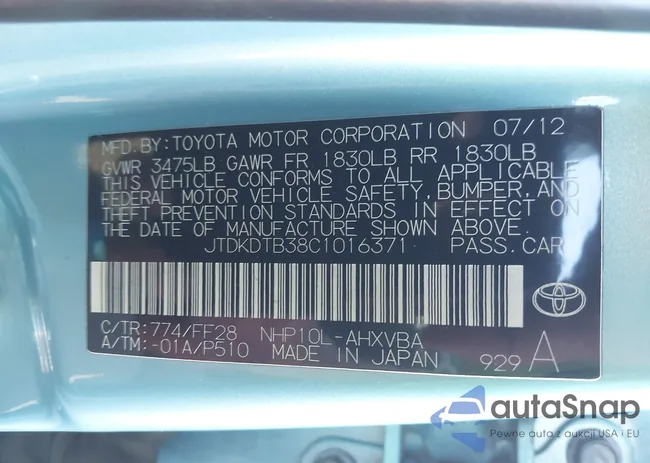 MFD. BY: TOYOTA MOTOR CORPORATION 07/12
GVWR 3475LB GAWR FR 1830LB RR 1830LB
THIS VEHICLE CONFORMS TO ALL APPLICABLE
FEDERAL MOTOR VEHICLE SAFETY, BUMPER, AND
THEFT PREVENTION STANDARDS IN EFFECT ON
THE DATE OF MANUFACTURE SHOWN ABOVE.
JTDKDTB38C1016371 PASS. CAR
C/TR: 774/FF28 NHP10L-AHXVBA
A/TM: -01A/P510 MADE IN JAPAN 929 A
autaSnap
Pewne auta z aukcji USA i EU